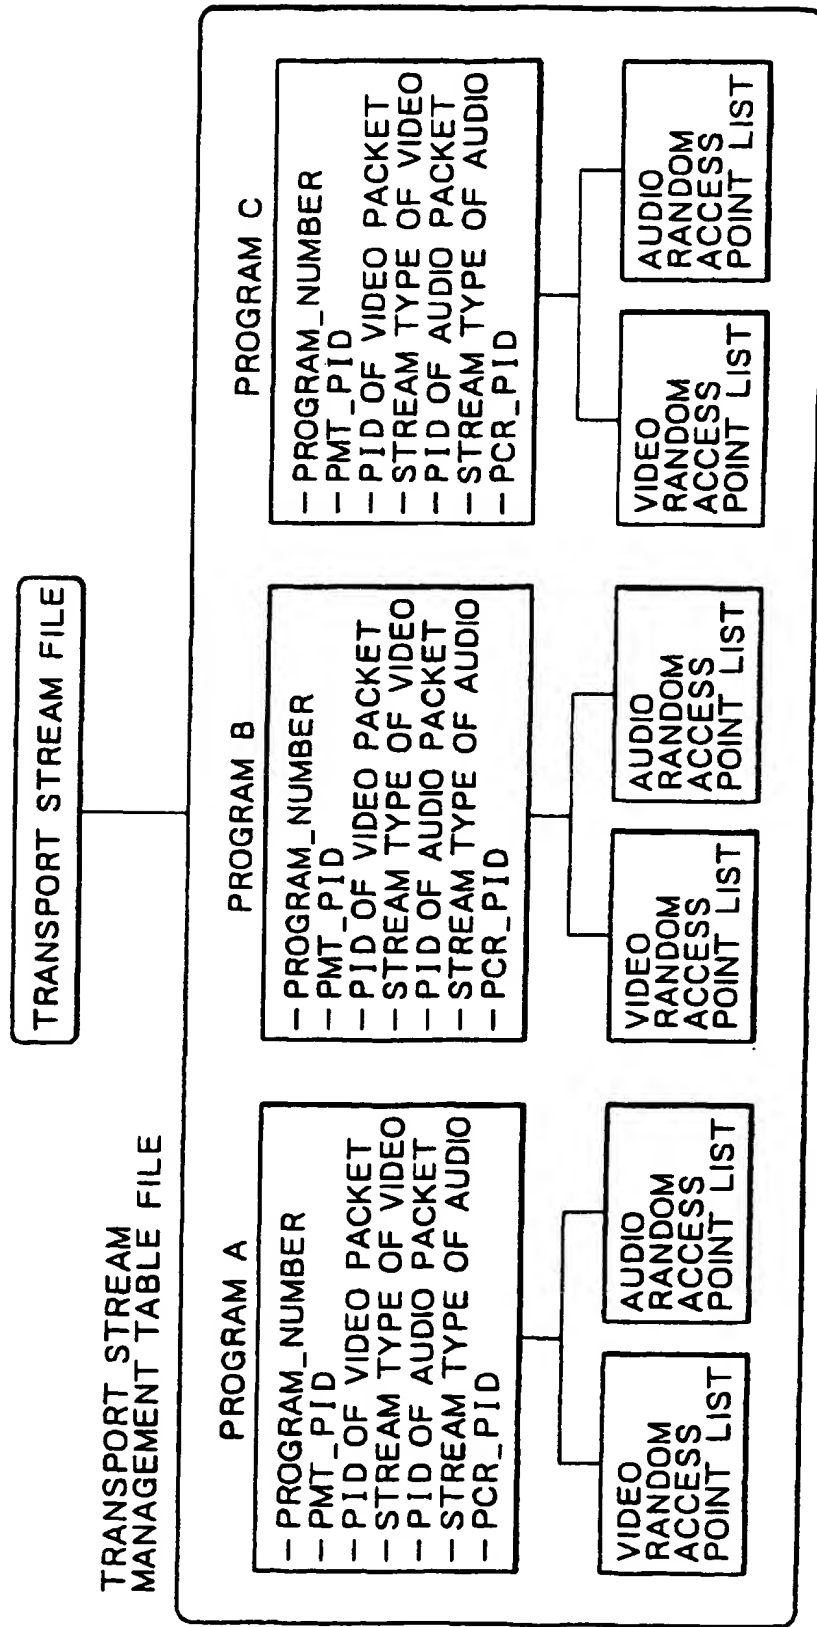 TRANSPORT STREAM FILE
TRANSPORT STREAM
MANAGEMENT TABLE FILE
PROGRAM A
– PROGRAM_NUMBER
– PMT_PID
– PID OF VIDEO PACKET
– STREAM TYPE OF VIDEO
– PID OF AUDIO PACKET
– STREAM TYPE OF AUDIO
– PCR_PID
VIDEO
RANDOM
ACCESS
POINT LIST
AUDIO
RANDOM
ACCESS
POINT LIST
PROGRAM B
– PROGRAM_NUMBER
– PMT_PID
– PID OF VIDEO PACKET
– STREAM TYPE OF VIDEO
– PID OF AUDIO PACKET
– STREAM TYPE OF AUDIO
– PCR_PID
VIDEO
RANDOM
ACCESS
POINT LIST
AUDIO
RANDOM
ACCESS
POINT LIST
PROGRAM C
– PROGRAM_NUMBER
– PMT_PID
– PID OF VIDEO PACKET
– STREAM TYPE OF VIDEO
– PID OF AUDIO PACKET
– STREAM TYPE OF AUDIO
– PCR_PID
VIDEO
RANDOM
ACCESS
POINT LIST
AUDIO
RANDOM
ACCESS
POINT LIST